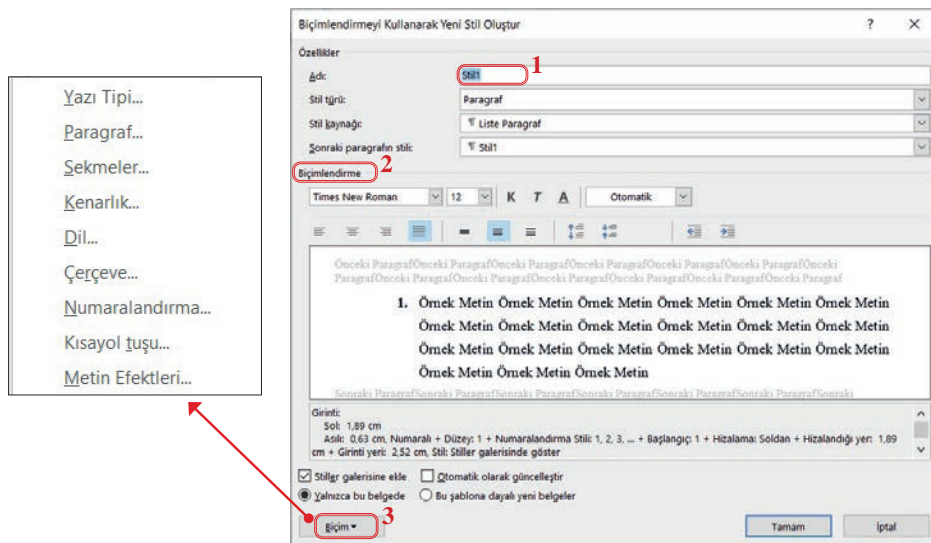 Yazı Tipi...
Paragraf...
Sekmeler...
Kenarlık...
Dil...
Çerçeve...
Numaralandırma...
Kısayol tuşu...
Metin Efektleri...
Biçimlendirmeyi Kullanarak Yeni Stil Oluştur ? ✕
Özellikler
Adı: Stil1 1
Stil türü: Paragraf
Stil kaynağı: ¶ Liste Paragraf
Sonraki paragrafın stili: ¶ Stil1
Biçimlendirme 2
Times New Roman 12 K T A Otomatik
Önceki ParagrafÖnceki ParagrafÖnceki ParagrafÖnceki ParagrafÖnceki ParagrafÖnceki
ParagrafÖnceki ParagrafÖnceki ParagrafÖnceki ParagrafÖnceki ParagrafÖnceki Paragraf
1. Örnek Metin Örnek Metin Örnek Metin Örnek Metin Örnek Metin Örnek Metin
Örnek Metin Örnek Metin Örnek Metin Örnek Metin Örnek Metin Örnek Metin
Örnek Metin Örnek Metin Örnek Metin Örnek Metin Örnek Metin Örnek Metin
Örnek Metin Örnek Metin Örnek Metin
Sonraki ParagrafSonraki ParagrafSonraki ParagrafSonraki ParagrafSonraki ParagrafSonraki
Girinti:
Sol: 1,89 cm
Asılı: 0,63 cm, Numaralı + Düzey: 1 + Numaralandırma Stili: 1, 2, 3, ... + Başlangıç: 1 + Hizalama: Soldan + Hizalandığı yer: 1,89
cm + Girinti yeri: 2,52 cm, Stil: Stiller galerisinde göster
Stiller galerisine ekle Otomatik olarak güncelleştir
Yalnızca bu belgede Bu şablona dayalı yeni belgeler
Biçim 3 Tamam İptal